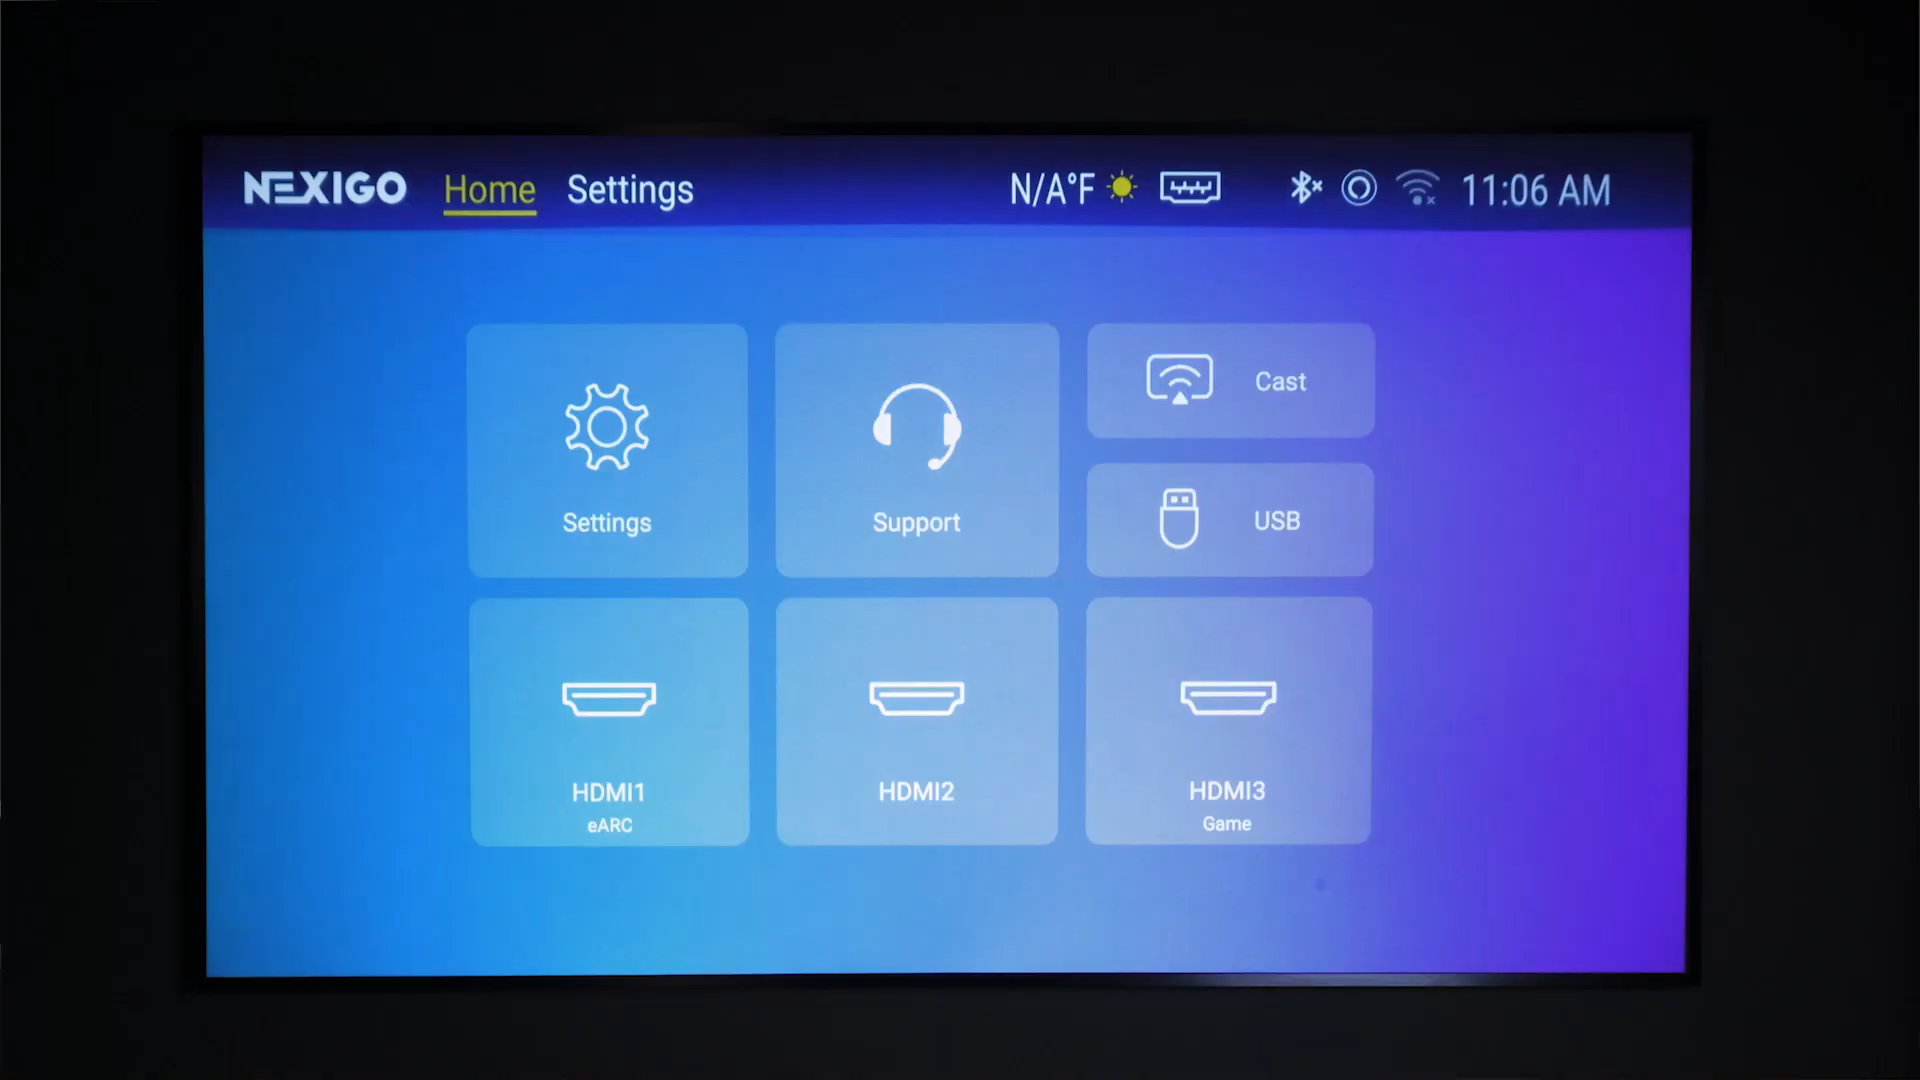 NEXIGO Home Settings N/A°F 11:06 AM
Settings
Support
Cast
USB
HDMI1
eARC
HDMI2
HDMI3
Game